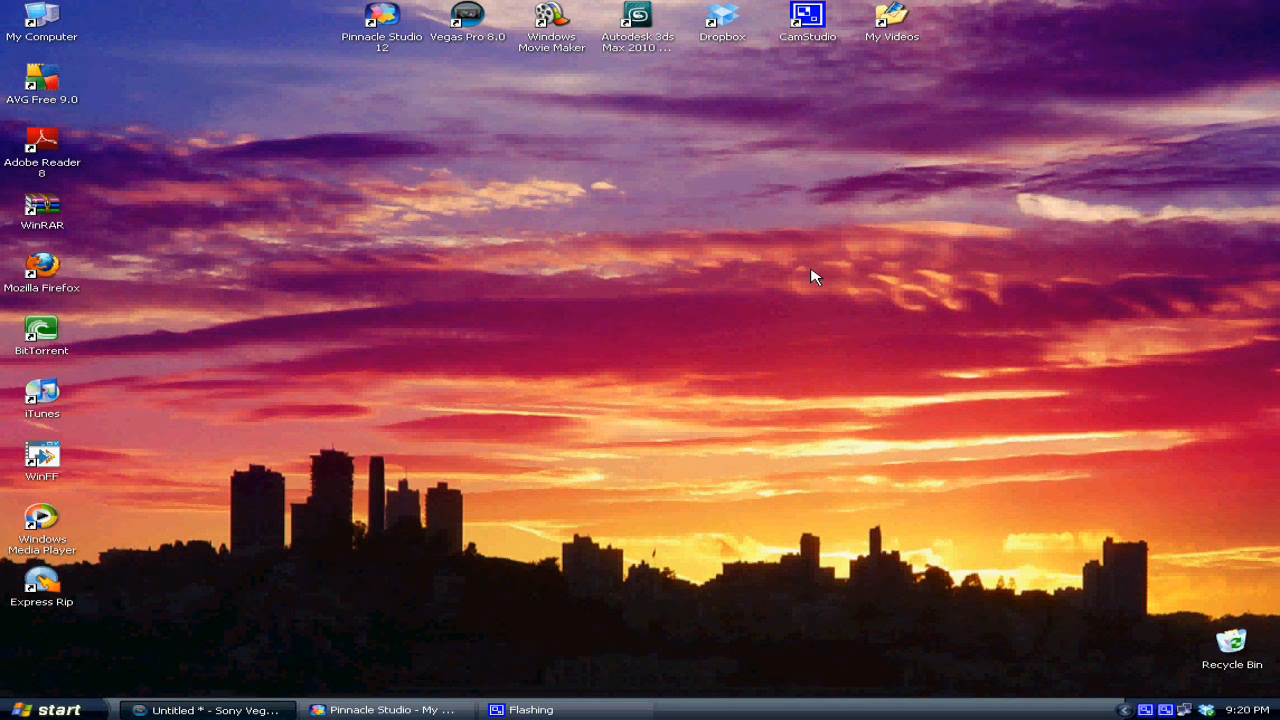 My Computer
Pinnacle Studio
12
Vegas Pro 8.0
Windows
Movie Maker
Autodesk 3ds
Max 2010 ...
Dropbox
CamStudio
My Videos
AVG Free 9.0
Adobe Reader
8
WinRAR
Mozilla Firefox
BitTorrent
iTunes
WinFF
Windows
Media Player
Express Rip
Recycle Bin
start
Untitled * - Sony Veg...
Pinnacle Studio - My ...
Flashing
9:20 PM